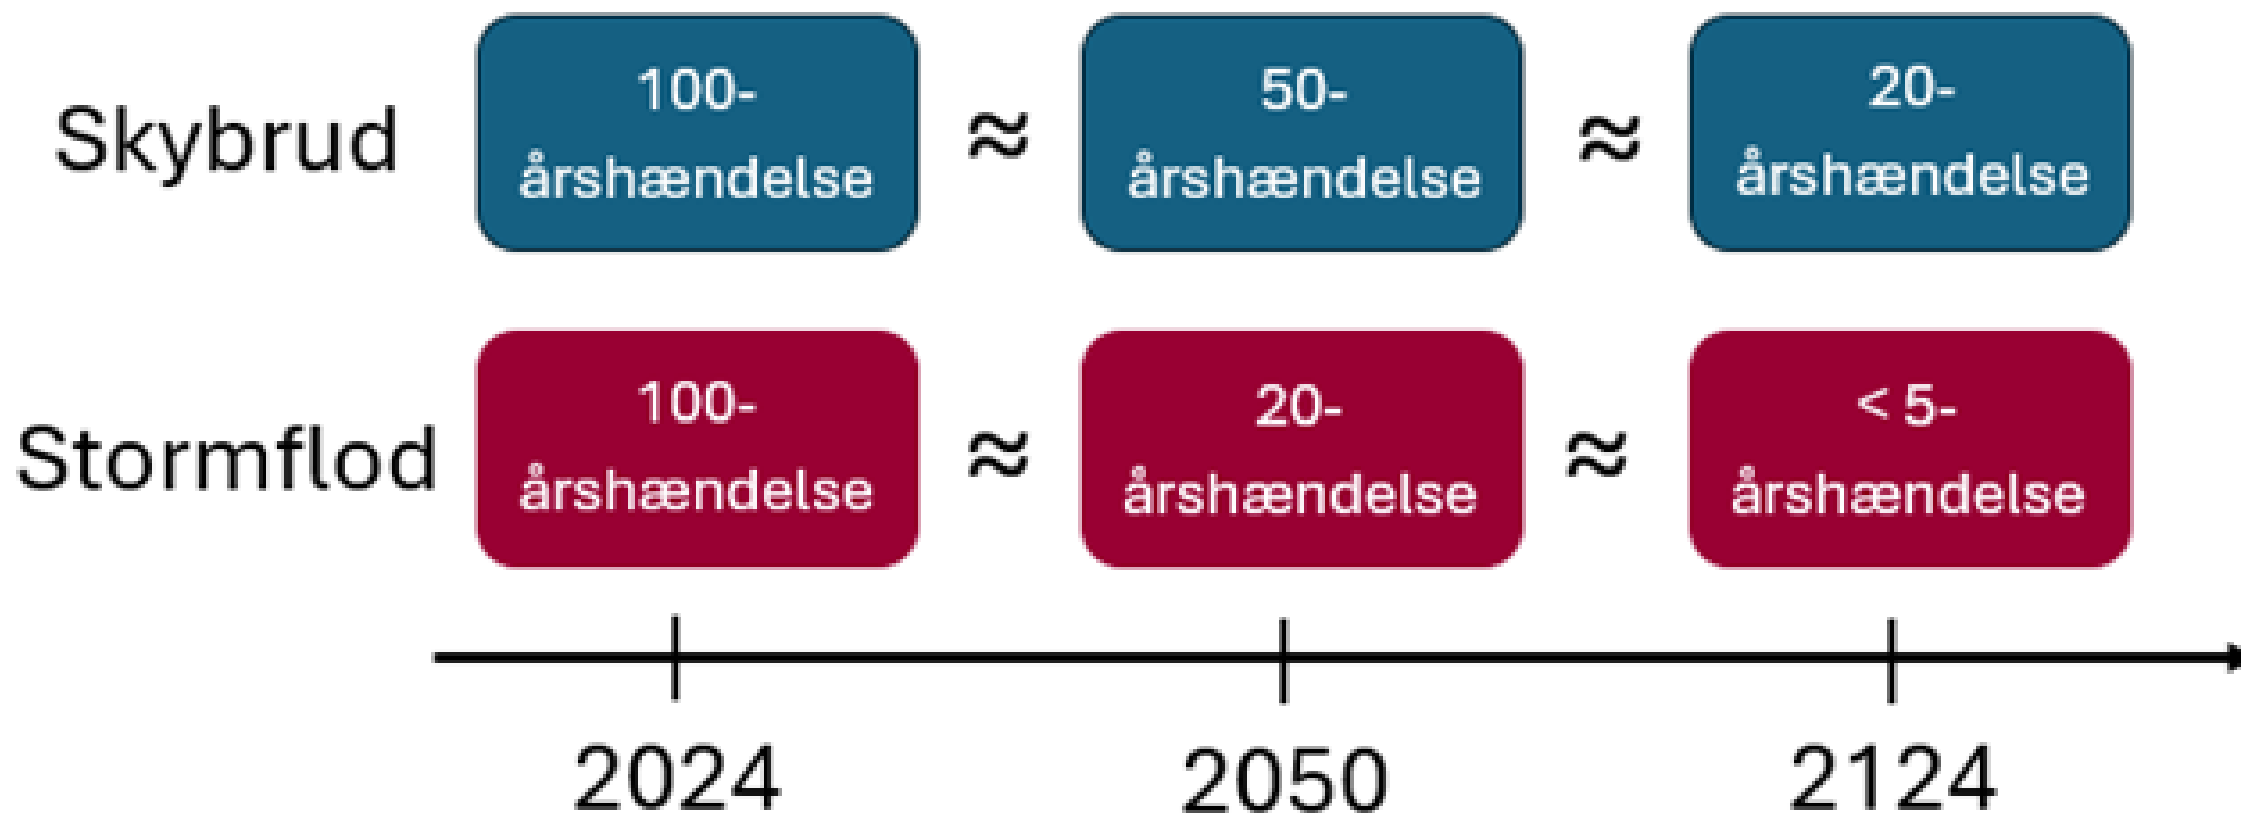 Skybrud
100-
årshændelse
≈
50-
årshændelse
≈
20-
årshændelse
Stormflod
100-
årshændelse
≈
20-
årshændelse
≈
< 5-
årshændelse
2024
2050
2124